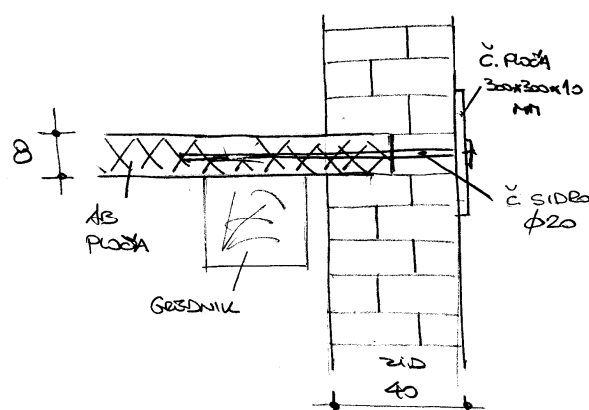 Č. PLOČA
300x300x10
MM
8
AB
PLOČA
Č SIDRO
Φ20
GREDNIK
ZID
40